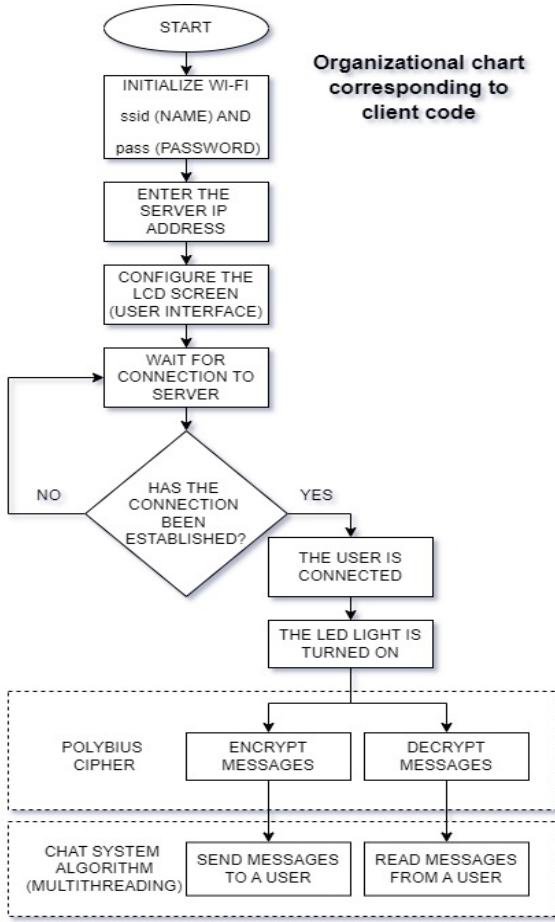 START
Organizational chart
corresponding to
client code
INITIALIZE WI-FI
ssid (NAME) AND
pass (PASSWORD)
ENTER THE
SERVER IP
ADDRESS
CONFIGURE THE
LCD SCREEN
(USER INTERFACE)
WAIT FOR
CONNECTION TO
SERVER
HAS THE
CONNECTION
BEEN
ESTABLISHED?
NO
YES
THE USER IS
CONNECTED
THE LED LIGHT IS
TURNED ON
POLYBIUS
CIPHER
ENCRYPT
MESSAGES
DECRYPT
MESSAGES
CHAT SYSTEM
ALGORITHM
(MULTITHREADING)
SEND MESSAGES
TO A USER
READ MESSAGES
FROM A USER